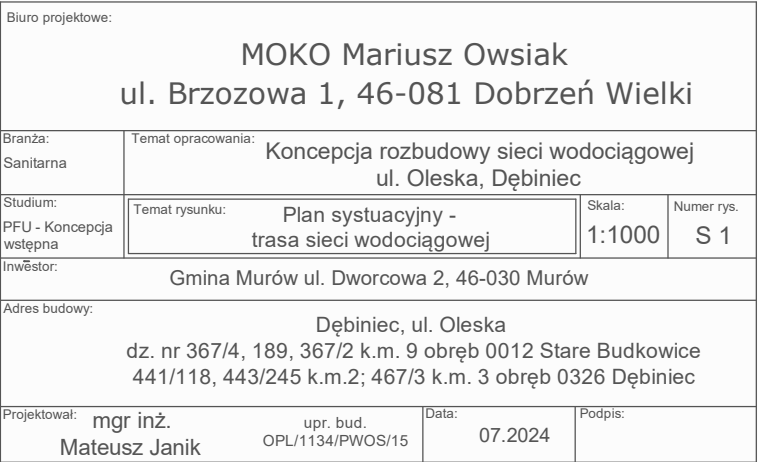 Biuro projektowe:
MOKO Mariusz Owsiak
ul. Brzozowa 1, 46-081 Dobrzeń Wielki
Branża:
Sanitarna
Temat opracowania:
Koncepcja rozbudowy sieci wodociągowej
ul. Oleska, Dębiniec
Studium:
PFU - Koncepcja
wstępna
Temat rysunku:
Plan systuacyjny -
trasa sieci wodociągowej
Skala:
1:1000
Numer rys.
S 1
Inwestor:
Gmina Murów ul. Dworcowa 2, 46-030 Murów
Adres budowy:
Dębiniec, ul. Oleska
dz. nr 367/4, 189, 367/2 k.m. 9 obręb 0012 Stare Budkowice
441/118, 443/245 k.m.2; 467/3 k.m. 3 obręb 0326 Dębiniec
Projektował:
mgr inż.
Mateusz Janik
upr. bud.
OPL/1134/PWOS/15
Data:
07.2024
Podpis: